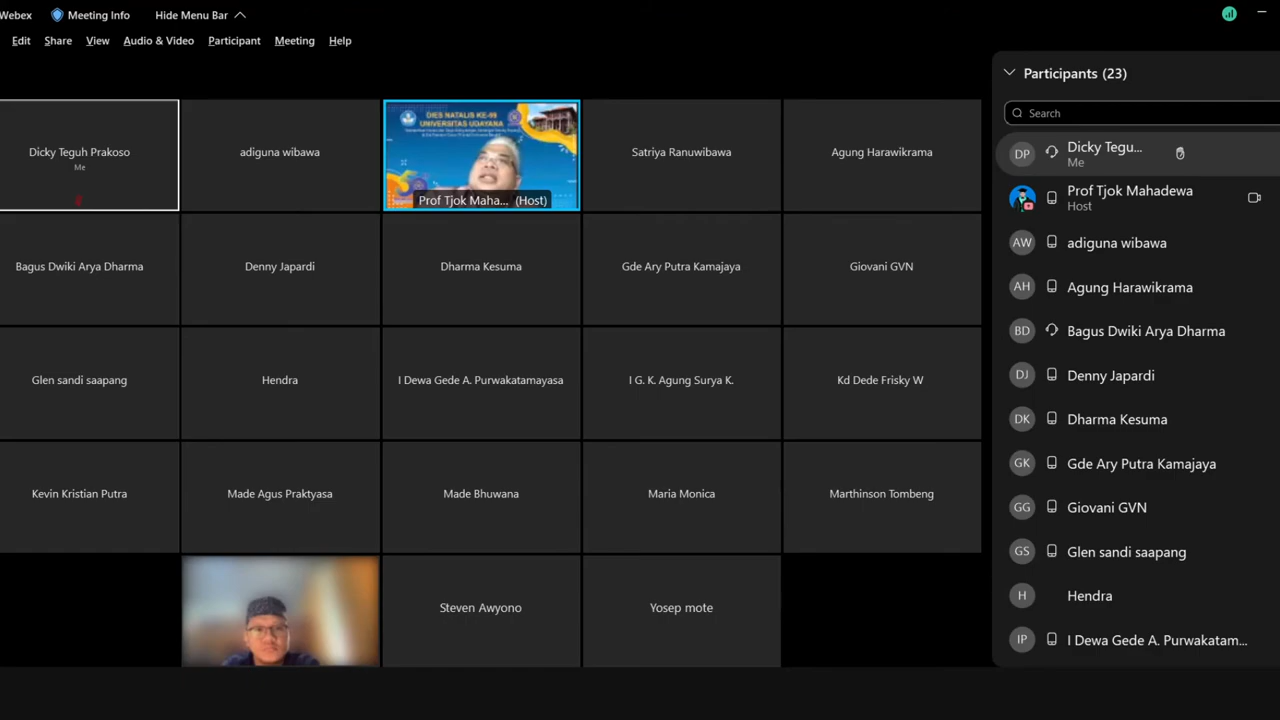 Webex
Meeting Info
Hide Menu Bar
Edit
Share
View
Audio & Video
Participant
Meeting
Help
Dicky Teguh Prakoso
Me
adiguna wibawa
DIES NATALIS KE-59
UNIVERSITAS UDAYANA
Prof Tjok Maha... (Host)
Satriya Ranuwibawa
Agung Harawikrama
Bagus Dwiki Arya Dharma
Denny Japardi
Dharma Kesuma
Gde Ary Putra Kamajaya
Giovani GVN
Glen sandi saapang
Hendra
I Dewa Gede A. Purwakatamayasa
I G. K. Agung Surya K.
Kd Dede Frisky W
Kevin Kristian Putra
Made Agus Praktyasa
Made Bhuwana
Maria Monica
Marthinson Tombeng
Steven Awyono
Yosep mote
Participants (23)
Search
DP
Dicky Tegu...
Me
Prof Tjok Mahadewa
Host
AW
adiguna wibawa
AH
Agung Harawikrama
BD
Bagus Dwiki Arya Dharma
DJ
Denny Japardi
DK
Dharma Kesuma
GK
Gde Ary Putra Kamajaya
GG
Giovani GVN
GS
Glen sandi saapang
H
Hendra
IP
I Dewa Gede A. Purwakatam...